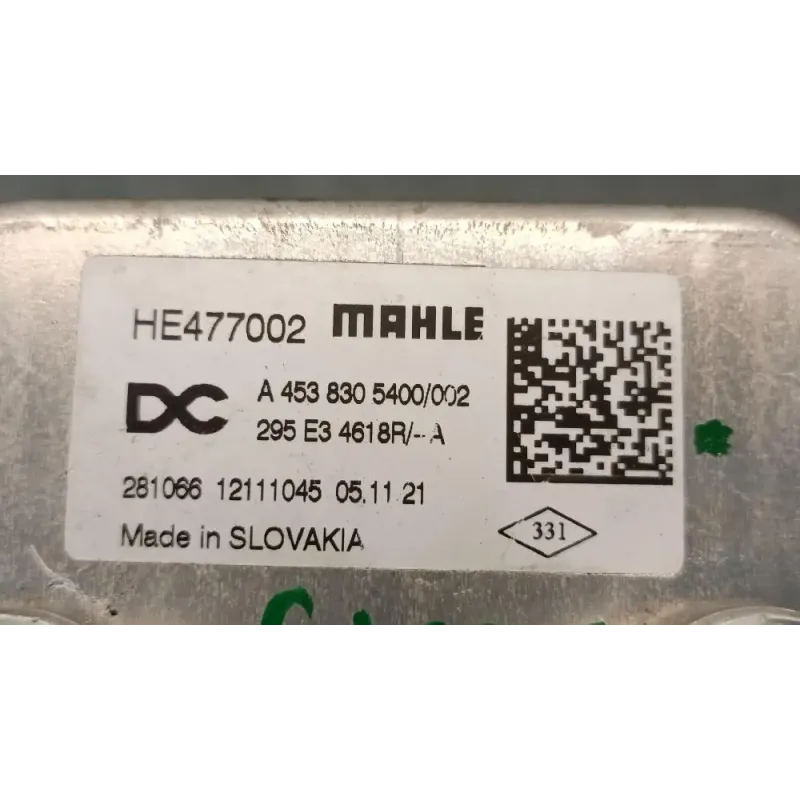 HE477002 MAHLE
DC A 453 830 5400/002
295 E3 4618R/--A
281066 12111045 05.11.21
Made in SLOVAKIA
331